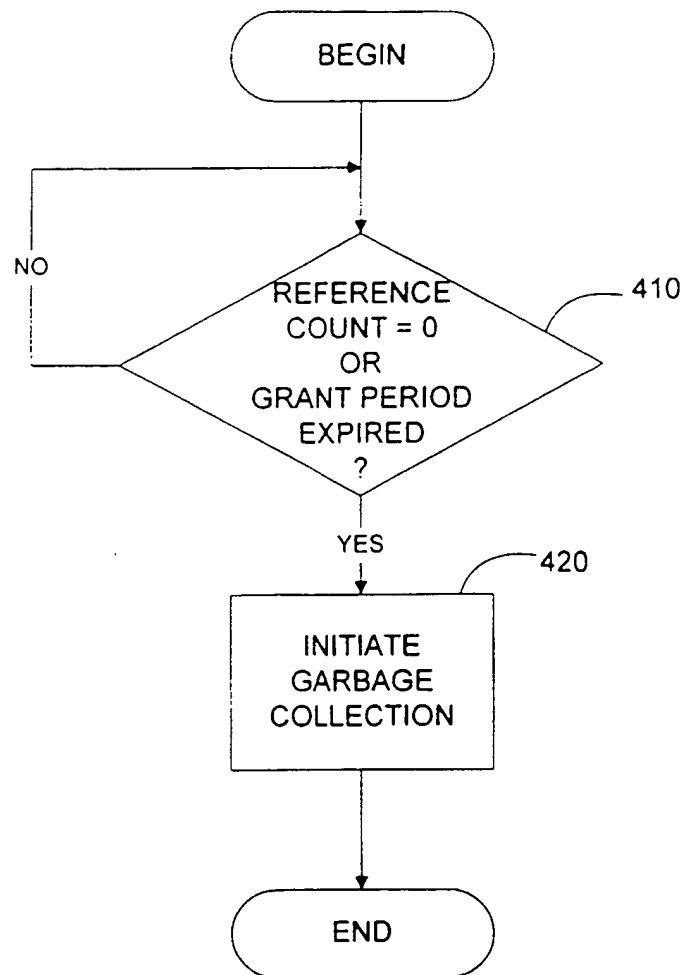 BEGIN
NO
REFERENCE
COUNT = 0
OR
GRANT PERIOD
EXPIRED
?
410
YES
420
INITIATE
GARBAGE
COLLECTION
END